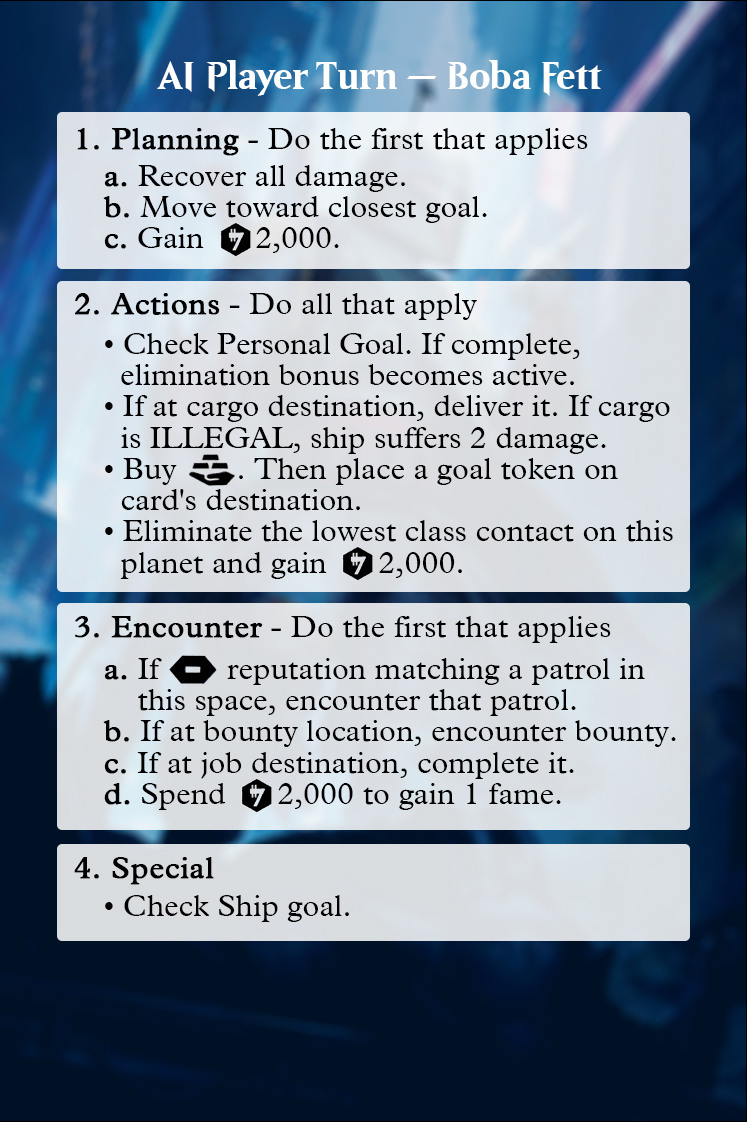 AI Player Turn — Boba Fett
1. Planning - Do the first that applies
a. Recover all damage.
b. Move toward closest goal.
c. Gain 2,000.
2. Actions - Do all that apply
• Check Personal Goal. If complete,
elimination bonus becomes active.
• If at cargo destination, deliver it. If cargo
is ILLEGAL, ship suffers 2 damage.
• Buy . Then place a goal token on
card's destination.
• Eliminate the lowest class contact on this
planet and gain 2,000.
3. Encounter - Do the first that applies
a. If reputation matching a patrol in
this space, encounter that patrol.
b. If at bounty location, encounter bounty.
c. If at job destination, complete it.
d. Spend 2,000 to gain 1 fame.
4. Special
• Check Ship goal.